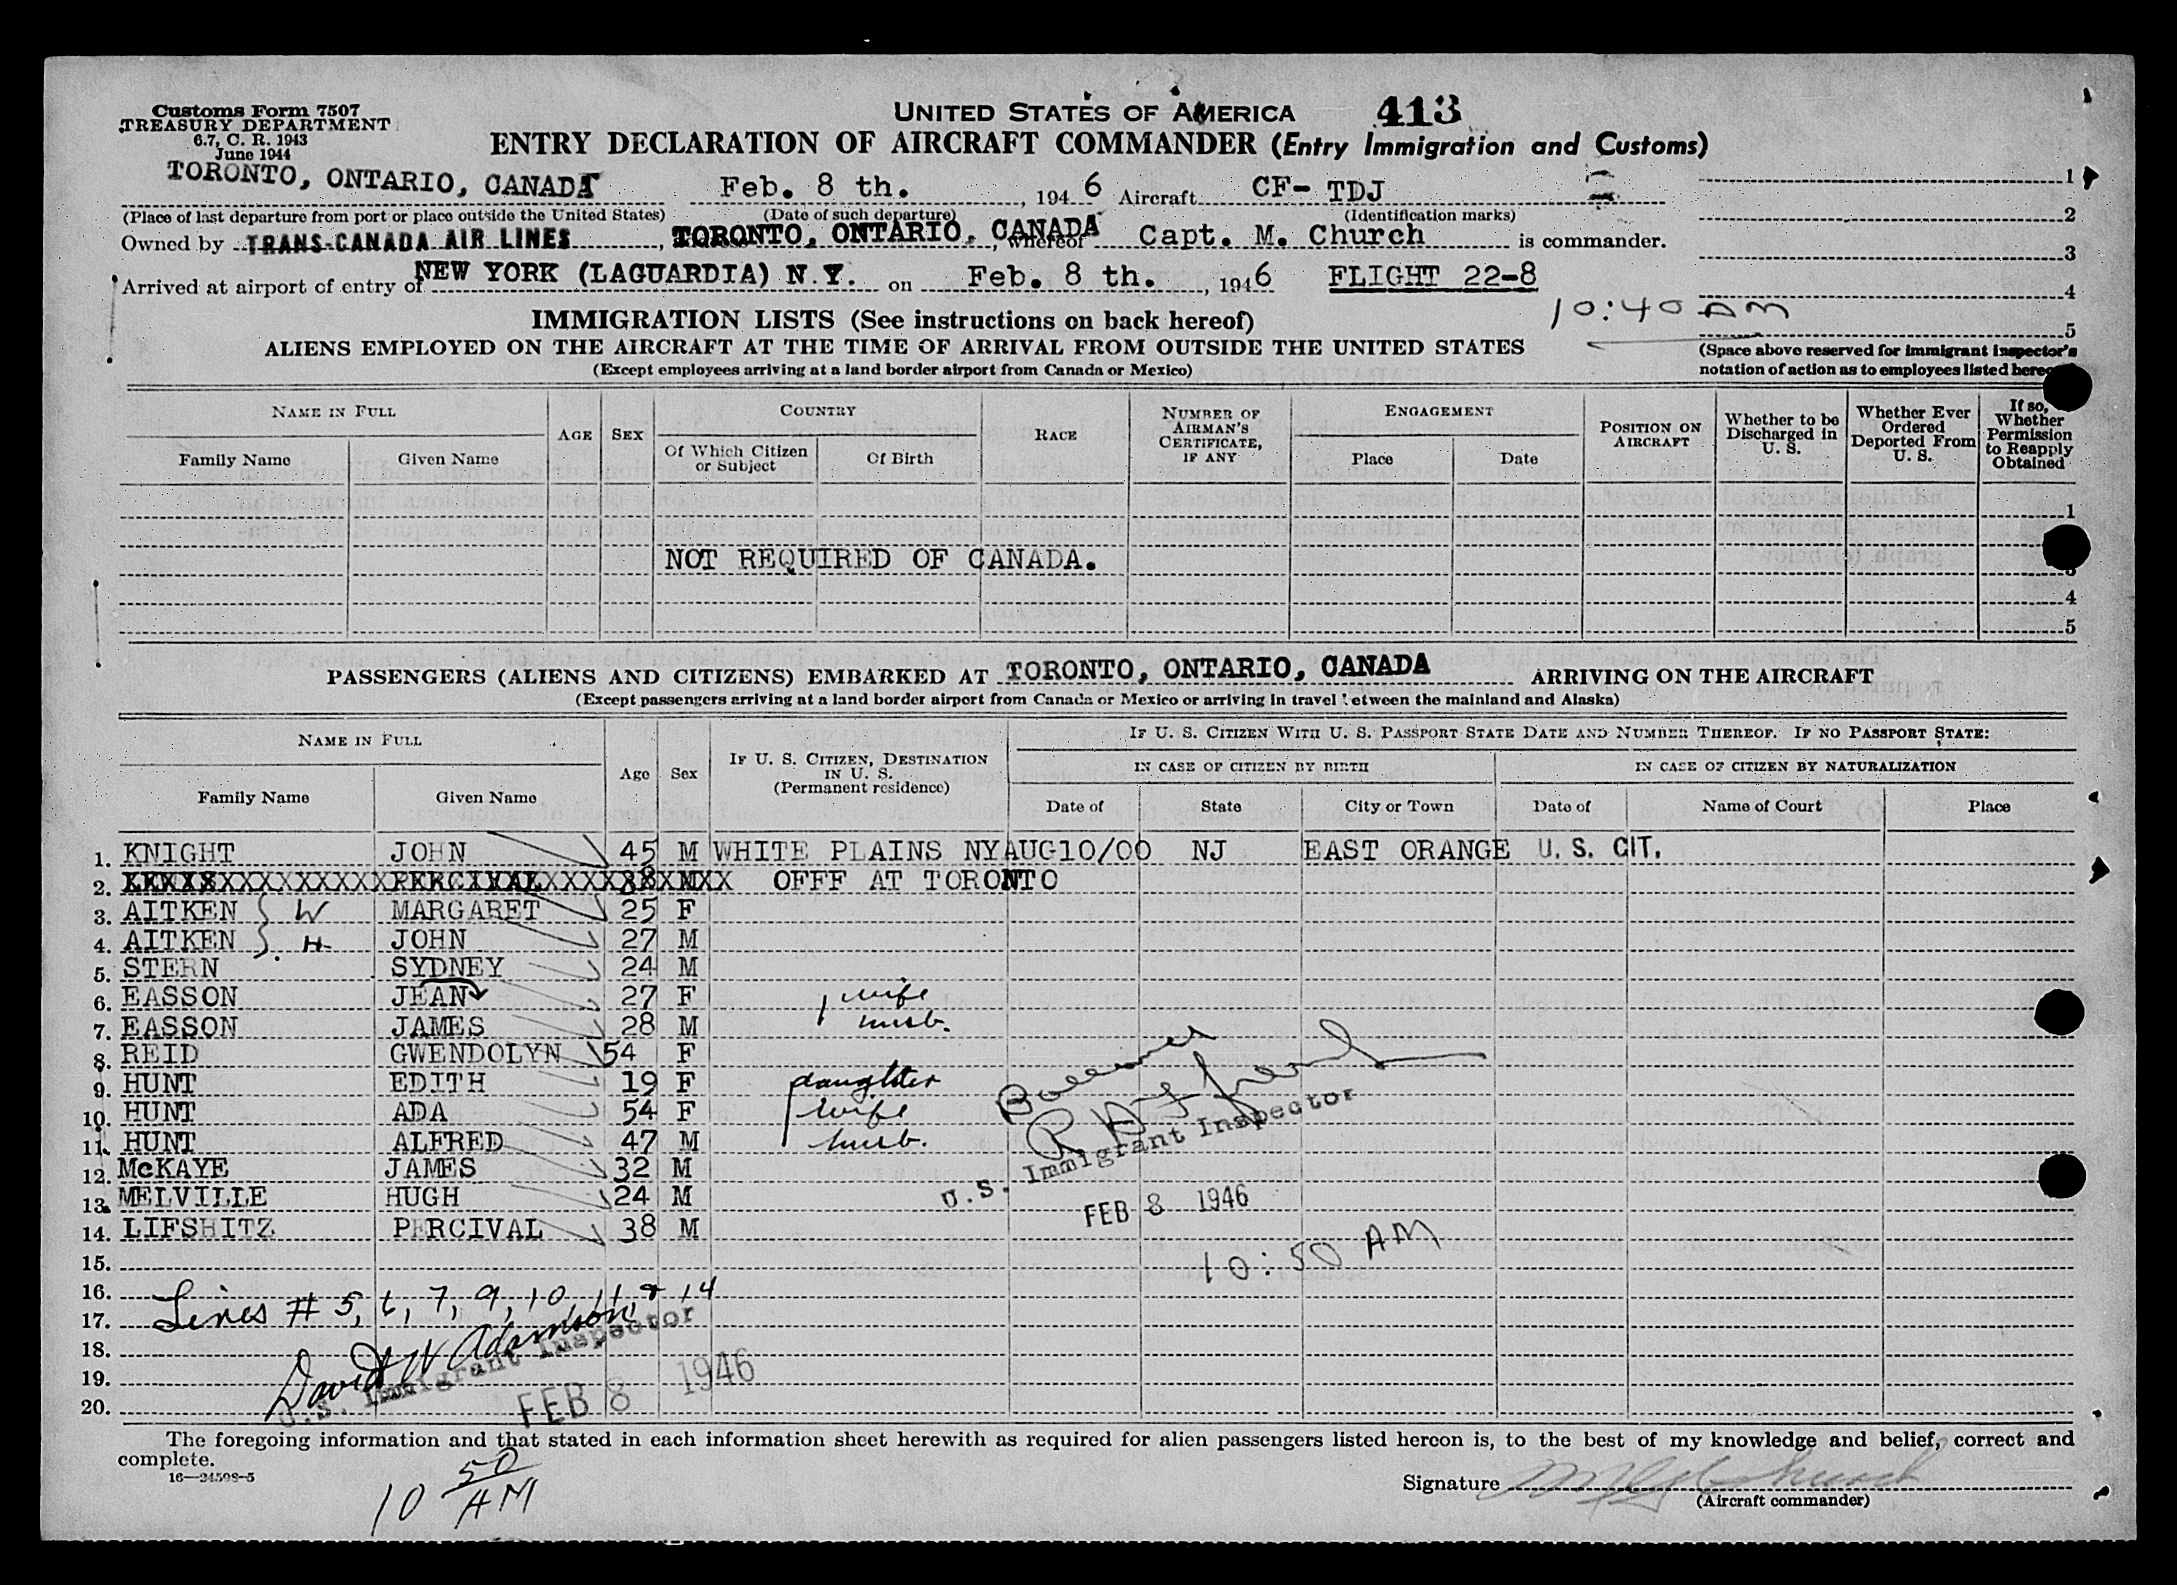 Customs Form 7507
TREASURY DEPARTMENT
6.7, C. R. 1943
June 1944
UNITED STATES OF AMERICA 413
ENTRY DECLARATION OF AIRCRAFT COMMANDER (Entry Immigration and Customs)
TORONTO, ONTARIO, CANADA Feb. 8 th. , 1946 Aircraft CF- TDJ 1
(Place of last departure from port or place outside the United States) (Date of such departure) (Identification marks) 2
Owned by TRANS-CANADA AIR LINES, TORONTO, ONTARIO, CANADA, whereof Capt. M. Church is commander.
3
Arrived at airport of entry of NEW YORK (LAGUARDIA) N.Y. on Feb. 8 th. , 1946 FLIGHT 22-8
4
10:40 AM
5
IMMIGRATION LISTS (See instructions on back hereof)
ALIENS EMPLOYED ON THE AIRCRAFT AT THE TIME OF ARRIVAL FROM OUTSIDE THE UNITED STATES
(Except employees arriving at a land border airport from Canada or Mexico)
(Space above reserved for immigrant inspector's
notation of action as to employees listed
NAME IN FULL AGE SEX COUNTRY RACE NUMBER OF AIRMAN'S CERTIFICATE, IF ANY ENGAGEMENT POSITION ON AIRCRAFT Whether to be Discharged in U. S. Whether Ever Ordered Deported From U. S. If so, Whether Permission to Reapply Obtained
Family Name Given Name Of Which Citizen or Subject Of Birth Place Date
1
NOT REQUIRED OF CANADA.
3
4
5
PASSENGERS (ALIENS AND CITIZENS) EMBARKED AT TORONTO, ONTARIO, CANADA ARRIVING ON THE AIRCRAFT
(Except passengers arriving at a land border airport from Canada or Mexico or arriving in travel between the mainland and Alaska)
NAME IN FULL Age Sex IF U. S. CITIZEN, DESTINATION IN U. S. (Permanent residence) IF U. S. CITIZEN WITH U. S. PASSPORT STATE DATE AND NUMBER THEREOF. IF NO PASSPORT STATE:
IN CASE OF CITIZEN BY BIRTH IN CASE OF CITIZEN BY NATURALIZATION
Family Name Given Name Date of State City or Town Date of Name of Court Place
1. KNIGHT JOHN 45 M WHITE PLAINS NY AUG10/00 NJ EAST ORANGE U. S. CIT.
2. OFFF AT TORONTO
3. AITKEN W MARGARET 25 F
4. AITKEN H JOHN 27 M
5. STERN SYDNEY 24 M
6. EASSON JEAN 27 F wife
7. EASSON JAMES 28 M husb.
8. REID GWENDOLYN 54 F
9. HUNT EDITH 19 F daughter
10. HUNT ADA 54 F wife
11. HUNT ALFRED 47 M husb.
12. McKAYE JAMES 32 M
13. MELVILLE HUGH 24 M
14. LIFSHITZ PERCIVAL 38 M
U.S. Immigrant Inspector
FEB 8 1946
10:50 AM
15.
16.
Lines # 5, 6, 7, 9, 10, 11, & 14
17.
18.
David W Adamson
U.S. Immigrant Inspector
19.
FEB 8 1946
20.
The foregoing information and that stated in each information sheet herewith as required for alien passengers listed hereon is, to the best of my knowledge and belief, correct and
complete.
16—24508-5
10 50 AM
Signature
(Aircraft commander)